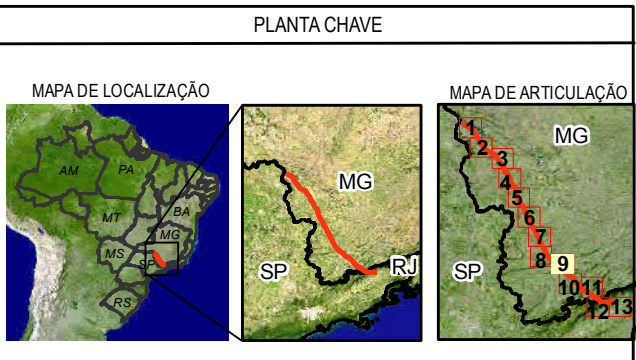 PLANTA CHAVE
MAPA DE LOCALIZAÇÃO
MAPA DE ARTICULAÇÃO
AM
PA
MT
BA
MG
MS
SP
RS
MG
SP
RJ
MG
SP
1
2
3
4
5
6
7
8
9
10
11
12
13